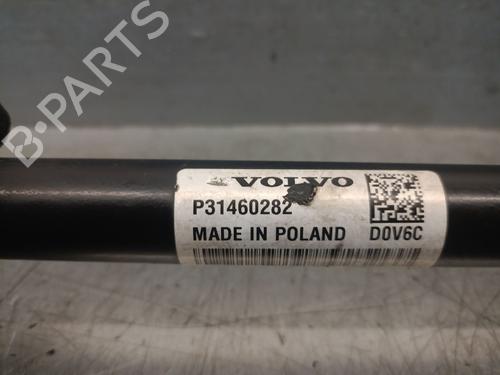 B-PARTS
VOLVO
P31460282
MADE IN POLAND
D0V6C